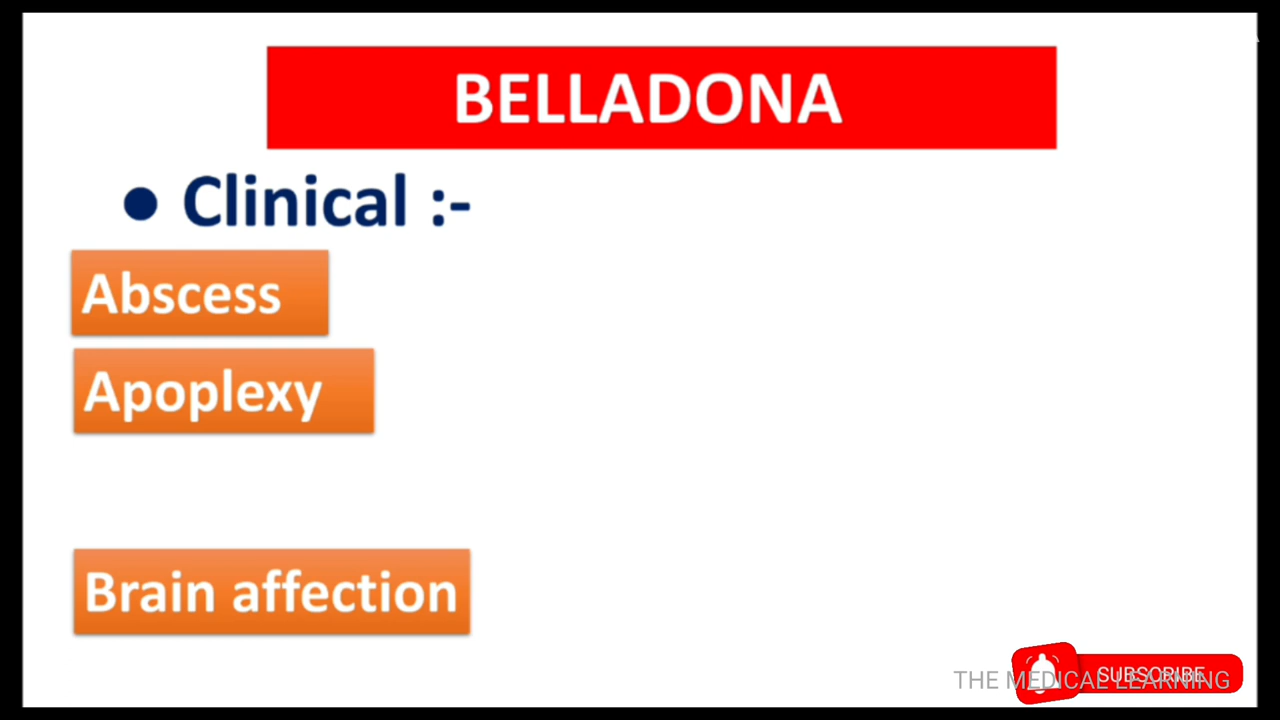 BELLADONA
● Clinical :-
Abscess
Apoplexy
Brain affection
SUBSCRIBE
THE MEDICAL LEARNING